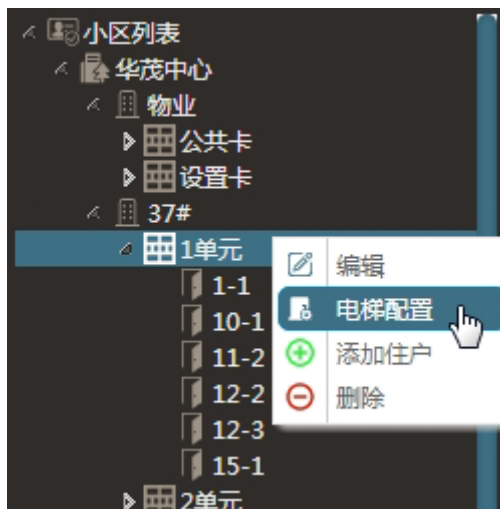 小区列表
华茂中心
物业
公共卡
设置卡
37#
1单元
编辑
1-1
电梯配置
10-1
添加住户
11-2
删除
12-2
12-3
15-1
2单元